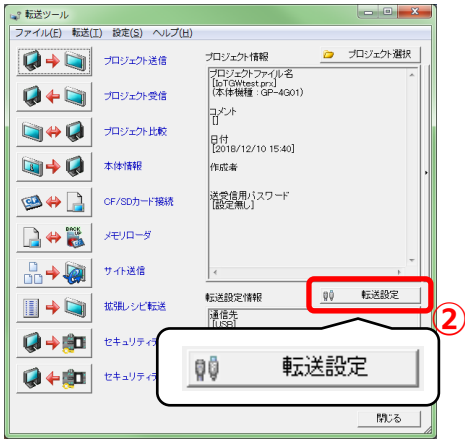 転送ツール
ファイル(F) 転送(T) 設定(S) ヘルプ(H)
プロジェクト送信
プロジェクト受信
プロジェクト比較
本体情報
CF/SDカード接続
BACK UP
メモリローダ
サイト送信
拡張レシピ転送
セキュリティ
セキュリティ
プロジェクト情報
プロジェクト選択
プロジェクトファイル名
[IoTGWtest.prx]
(本体機種：GP-4G01)
コメント
[]
日付
[2018/12/10 15:40]
作成者
送受信用パスワード
[設定無し]
転送設定情報
転送設定
通信先
[USB]
②
転送設定
閉じる